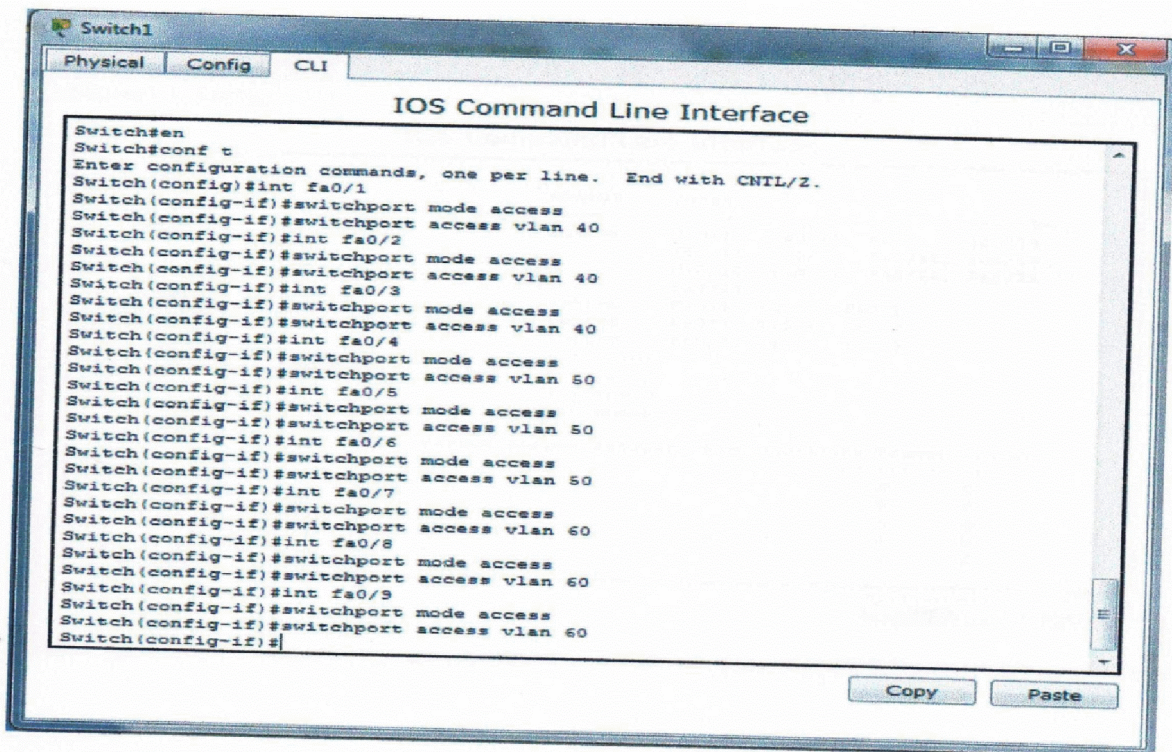 Switch1
Physical Config CLI
IOS Command Line Interface
Switch#en
Switch#conf t
Enter configuration commands, one per line. End with CNTL/Z.
Switch(config)#int fa0/1
Switch(config-if)#switchport mode access
Switch(config-if)#switchport access vlan 40
Switch(config-if)#int fa0/2
Switch(config-if)#switchport mode access
Switch(config-if)#switchport access vlan 40
Switch(config-if)#int fa0/3
Switch(config-if)#switchport mode access
Switch(config-if)#switchport access vlan 40
Switch(config-if)#int fa0/4
Switch(config-if)#switchport mode access
Switch(config-if)#switchport access vlan 50
Switch(config-if)#int fa0/5
Switch(config-if)#switchport mode access
Switch(config-if)#switchport access vlan 50
Switch(config-if)#int fa0/6
Switch(config-if)#switchport mode access
Switch(config-if)#switchport access vlan 50
Switch(config-if)#int fa0/7
Switch(config-if)#switchport mode access
Switch(config-if)#switchport access vlan 60
Switch(config-if)#int fa0/8
Switch(config-if)#switchport mode access
Switch(config-if)#switchport access vlan 60
Switch(config-if)#int fa0/9
Switch(config-if)#switchport mode access
Switch(config-if)#switchport access vlan 60
Switch(config-if)#
Copy Paste